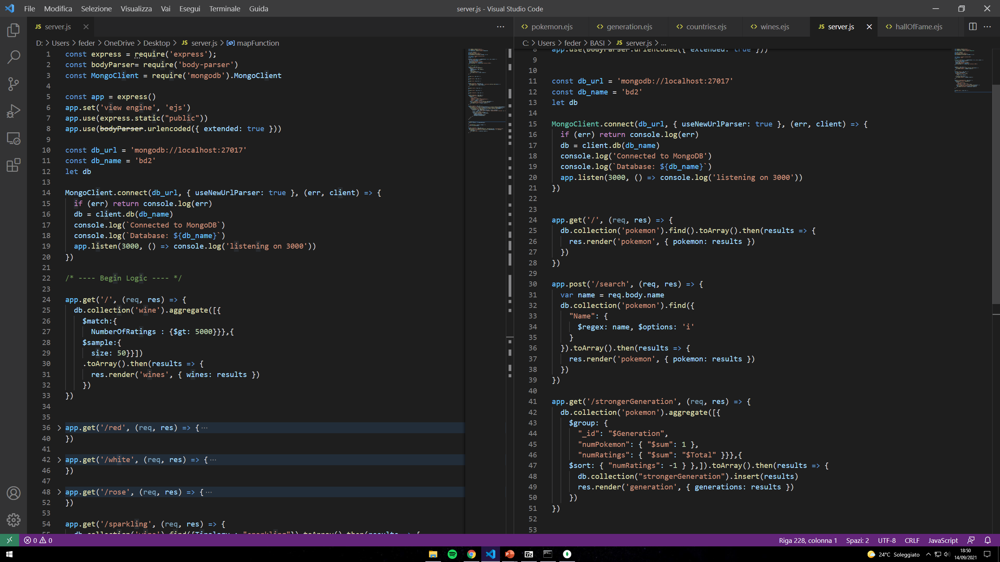 File Modifica Selezione Visualizza Vai Esegui Terminale Guida
server.js - Visual Studio Code
JS server.js
D: > Users > feder > OneDrive > Desktop > JS server.js > mapFunction
1 const express = require('express');
2 const bodyParser= require('body-parser')
3 const MongoClient = require('mongodb').MongoClient
4
5 const app = express()
6 app.set('view engine', 'ejs')
7 app.use(express.static("public"))
8 app.use(bodyParser.urlencoded({ extended: true }))
9
10 const db_url = 'mongodb://localhost:27017'
11 const db_name = 'bd2'
12 let db
13
14 MongoClient.connect(db_url, { useNewUrlParser: true }, (err, client) => {
15 if (err) return console.log(err)
16 db = client.db(db_name)
17 console.log(`Connected to MongoDB`)
18 console.log(`Database: ${db_name}`)
19 app.listen(3000, () => console.log('listening on 3000'))
20 })
21
22 /* ---- Begin Logic ---- */
23
24 app.get('/', (req, res) => {
25 db.collection('wine').aggregate([{
26 $match:{
27 NumberOfRatings : {$gt: 5000}}},{
28 $sample:{
29 size: 50}}])
30 .toArray().then(results => {
31 res.render('wines', { wines: results })
32 })
33 })
34
35
36 app.get('/red', (req, res) => {···
40 })
41
42 app.get('/white', (req, res) => {···
46 })
47
48 app.get('/rose', (req, res) => {···
52 })
53
54 app.get('/sparkling', (req, res) => {
55 db.collection('wine').find({Tipology : "sparkling"}).toArray().then(results => {
pokemon.ejs generation.ejs countries.ejs wines.ejs JS server.js hallOfFame.ejs
C: > Users > feder > BASI > JS server.js > ...
8 app.use(bodyParser.urlencoded({ extended: true }))
9
10
11 const db_url = 'mongodb://localhost:27017'
12 const db_name = 'bd2'
13 let db
14
15 MongoClient.connect(db_url, { useNewUrlParser: true }, (err, client) => {
16 if (err) return console.log(err)
17 db = client.db(db_name)
18 console.log('Connected to MongoDB')
19 console.log(`Database: ${db_name}`)
20 app.listen(3000, () => console.log('listening on 3000'))
21 })
22
23
24 app.get('/', (req, res) => {
25 db.collection('pokemon').find().toArray().then(results => {
26 res.render('pokemon', { pokemon: results })
27 })
28 })
29
30 app.post('/search', (req, res) => {
31 var name = req.body.name
32 db.collection('pokemon').find({
33 "Name": {
34 $regex: name, $options: 'i'
35 }
36 }).toArray().then(results => {
37 res.render('pokemon', { pokemon: results })
38 })
39 })
40
41 app.get('/strongerGeneration', (req, res) => {
42 db.collection('pokemon').aggregate([{
43 $group: {
44 "_id": "$Generation",
45 "numPokemon": { "$sum": 1 },
46 "numRatings": { "$sum": "$Total" }}},{
47 $sort: { "numRatings": -1 } },]).toArray().then(results => {
48 db.collection("strongerGeneration").insert(results)
49 res.render('generation', { generations: results })
50 })
51 })
52
53
0 0
Riga 228, colonna 1 Spazi: 2 UTF-8 CRLF JavaScript
24°C Soleggiato
18:50
14/09/2021